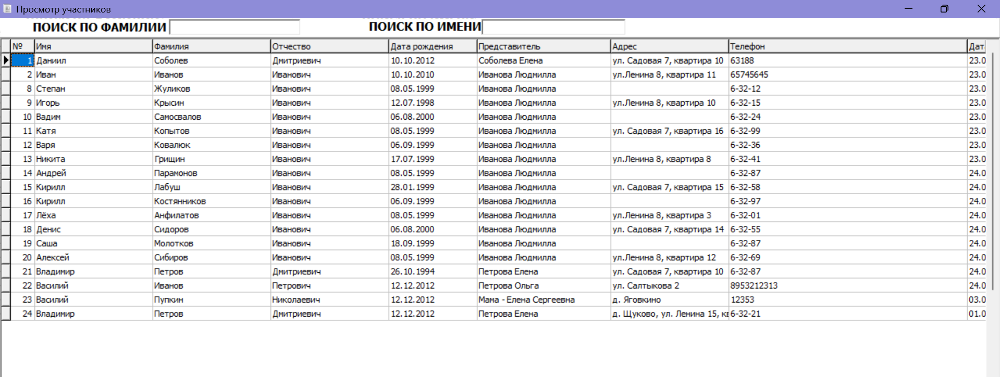 Просмотр участников
ПОИСК ПО ФАМИЛИИ ПОИСК ПО ИМЕНИ
№ Имя Фамилия Отчество Дата рождения Представитель Адрес Телефон Дат
1 Даниил Соболев Дмитриевич 10.10.2012 Соболева Елена ул. Садовая 7, квартира 10 63188 23.0
2 Иван Иванов Иванович 10.10.2010 Иванова Людмилла ул.Ленина 8, квартира 11 65745645 23.0
8 Степан Жуликов Иванович 08.05.1999 Иванова Людмилла 6-32-12 23.0
9 Игорь Крысин Иванович 12.07.1998 Иванова Людмилла ул.Ленина 8, квартира 10 6-32-15 23.0
10 Вадим Самосвалов Иванович 06.08.2000 Иванова Людмилла 6-32-24 23.0
11 Катя Копытов Иванович 08.05.1999 Иванова Людмилла ул. Садовая 7, квартира 16 6-32-99 23.0
12 Варя Ковалюк Иванович 06.09.1999 Иванова Людмилла 6-32-36 23.0
13 Никита Грищин Иванович 17.07.1999 Иванова Людмилла ул.Ленина 8, квартира 8 6-32-41 23.0
14 Андрей Парамонов Иванович 08.05.1999 Иванова Людмилла 6-32-87 24.0
15 Кирилл Лабуш Иванович 28.01.1999 Иванова Людмилла ул. Садовая 7, квартира 15 6-32-58 24.0
16 Кирилл Костянников Иванович 06.09.1999 Иванова Людмилла 6-32-97 24.0
17 Лёха Анфилатов Иванович 08.05.1999 Иванова Людмилла ул.Ленина 8, квартира 3 6-32-01 24.0
18 Денис Сидоров Иванович 06.08.2000 Иванова Людмилла ул. Садовая 7, квартира 14 6-32-55 24.0
19 Саша Молотков Иванович 18.09.1999 Иванова Людмилла 6-32-87 24.0
20 Алексей Сибиров Иванович 08.05.1999 Иванова Людмилла ул.Ленина 8, квартира 12 6-32-69 24.0
21 Владимир Петров Дмитриевич 26.10.1994 Петрова Елена ул. Садовая 7, квартира 10 6-32-87 24.0
22 Василий Иванов Петрович 12.12.2012 Петрова Ольга ул. Салтыкова 2 8953212313 24.0
23 Василий Пупкин Николаевич 12.12.2012 Мама - Елена Сергеевна д. Яговкино 12353 03.0
24 Владимир Петров Дмитриевич 12.12.2012 Петрова Елена д. Щуково, ул. Ленина 15, кв 6-32-21 01.0